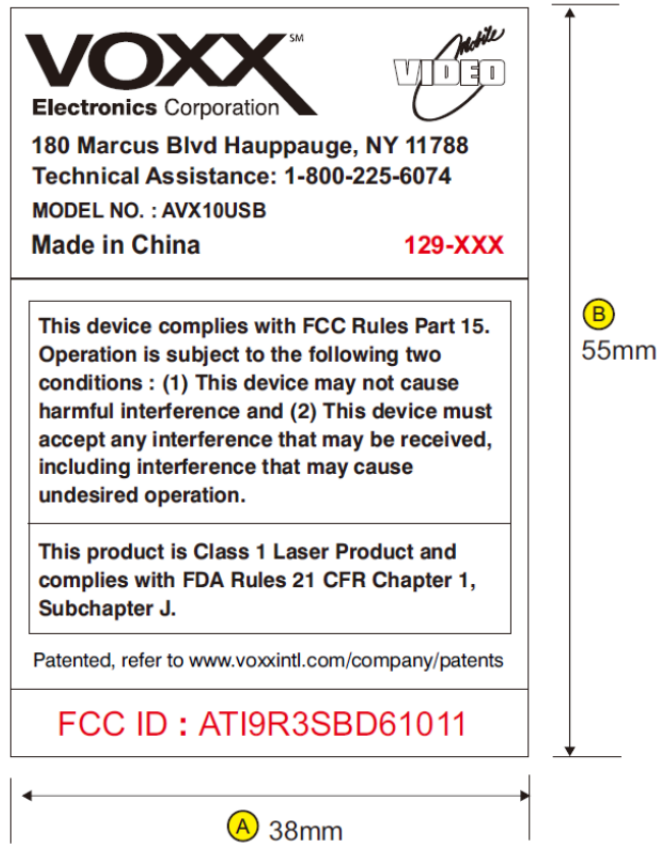 VOXX SM
Mobile
VIDEO
Electronics Corporation
180 Marcus Blvd Hauppauge, NY 11788
Technical Assistance: 1-800-225-6074
MODEL NO. : AVX10USB
Made in China 129-XXX
This device complies with FCC Rules Part 15.
Operation is subject to the following two
conditions : (1) This device may not cause
harmful interference and (2) This device must
accept any interference that may be received,
including interference that may cause
undesired operation.
This product is Class 1 Laser Product and
complies with FDA Rules 21 CFR Chapter 1,
Subchapter J.
Patented, refer to www.voxxintl.com/company/patents
FCC ID : ATI9R3SBD61011
B
55mm
A 38mm